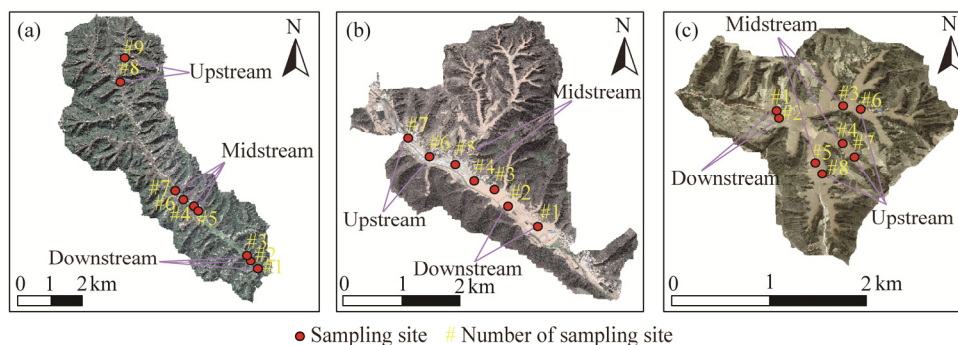 (a)
N
#9
#8
Upstream
Midstream
#7
#6
#4
#5
Downstream
#3
#2
#1
0 1 2 km
(b)
N
Midstream
#7
#6
#5
#4
#3
#2
#1
Upstream
Downstream
0 1 2 km
(c)
N
Midstream
#1
#2
#3
#6
#4
#7
#5
#8
Downstream
Upstream
0 1 2 km
Sampling site # Number of sampling site